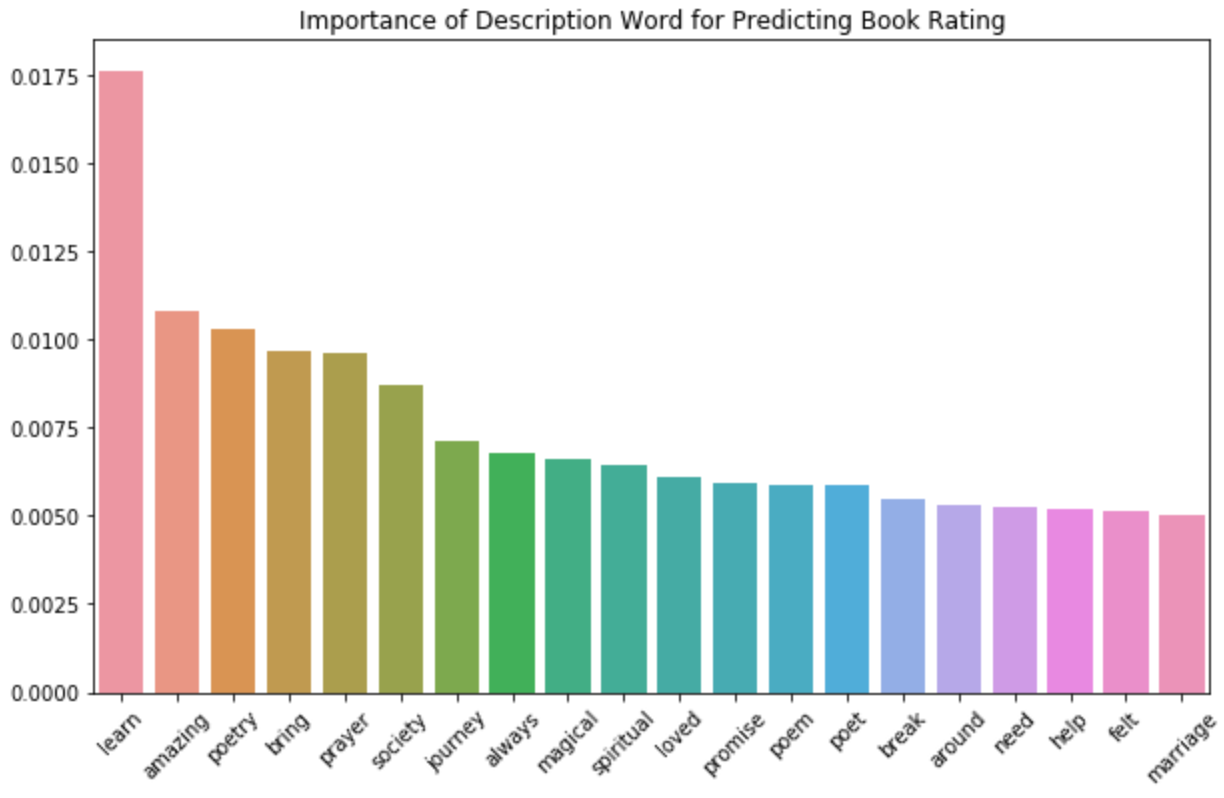 Importance of Description Word for Predicting Book Rating
0.0175
0.0150
0.0125
0.0100
0.0075
0.0050
0.0025
0.0000
learn
amazing
poetry
bring
prayer
society
journey
always
magical
spiritual
loved
promise
poem
poet
break
around
need
help
felt
marriage